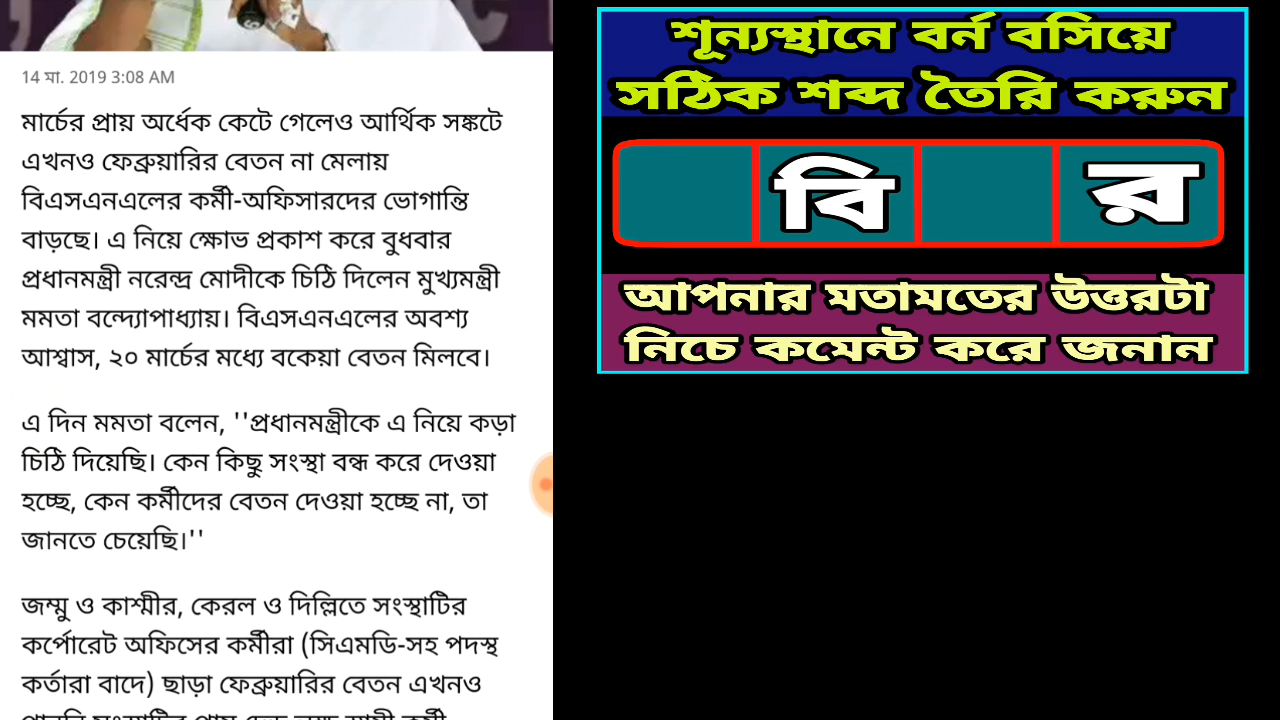 14 মা. 2019 3:08 AM
মার্চের প্রায় অর্ধেক কেটে গেলেও আর্থিক সঙ্কটে
এখনও ফেব্রুয়ারির বেতন না মেলায়
বিএসএনএলের কর্মী-অফিসারদের ভোগান্তি
বাড়ছে। এ নিয়ে ক্ষোভ প্রকাশ করে বুধবার
প্রধানমন্ত্রী নরেন্দ্র মোদীকে চিঠি দিলেন মুখ্যমন্ত্রী
মমতা বন্দ্যোপাধ্যায়। বিএসএনএলের অবশ্য
আশ্বাস, ২০ মার্চের মধ্যে বকেয়া বেতন মিলবে।
এ দিন মমতা বলেন, ''প্রধানমন্ত্রীকে এ নিয়ে কড়া
চিঠি দিয়েছি। কেন কিছু সংস্থা বন্ধ করে দেওয়া
হচ্ছে, কেন কর্মীদের বেতন দেওয়া হচ্ছে না, তা
জানতে চেয়েছি।''
জম্মু ও কাশ্মীর, কেরল ও দিল্লিতে সংস্থাটির
কর্পোরেট অফিসের কর্মীরা (সিএমডি-সহ পদস্থ
কর্তারা বাদে) ছাড়া ফেব্রুয়ারির বেতন এখনও
শূন্যস্থানে বর্ন বসিয়ে
সঠিক শব্দ তৈরি করুন
বি র
আপনার মতামতের উত্তরটা
নিচে কমেন্ট করে জনান